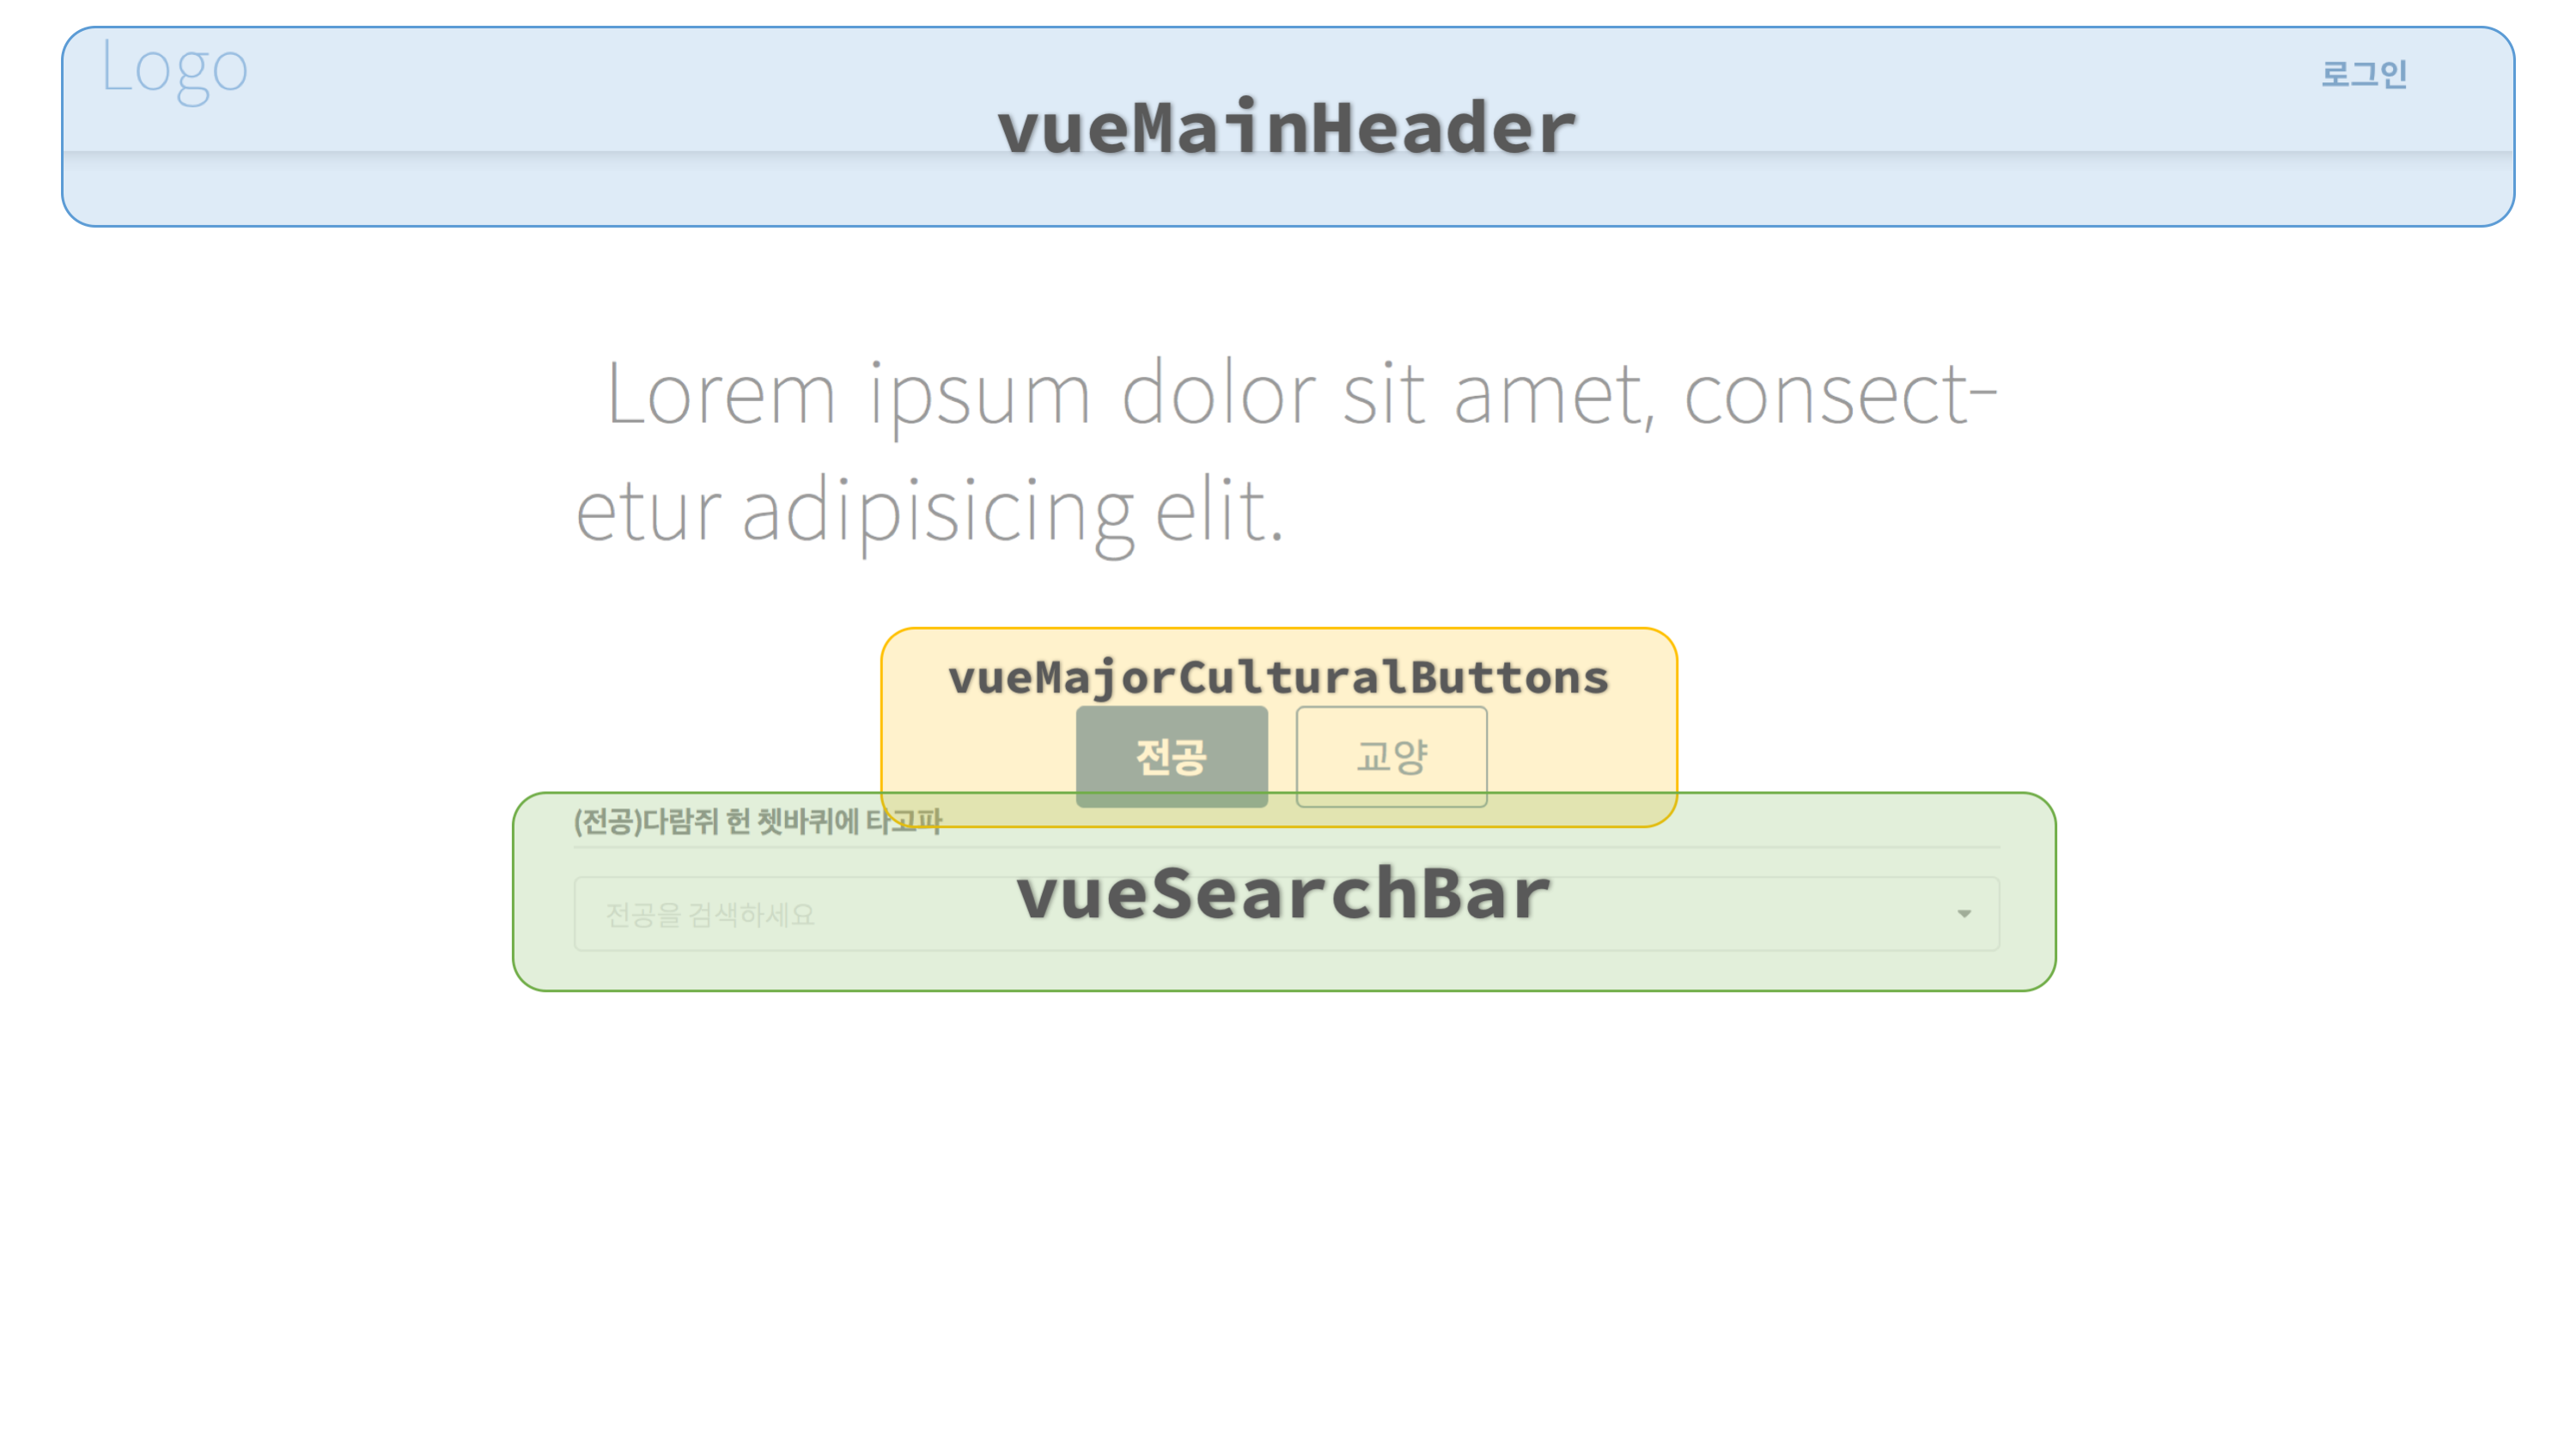 Logo
로그인
vueMainHeader
Lorem ipsum dolor sit amet, consect-
etur adipisicing elit.
vueMajorCulturalButtons
전공
교양
(전공)다람쥐 헌 쳇바퀴에 타고파
vueSearchBar
전공을 검색하세요